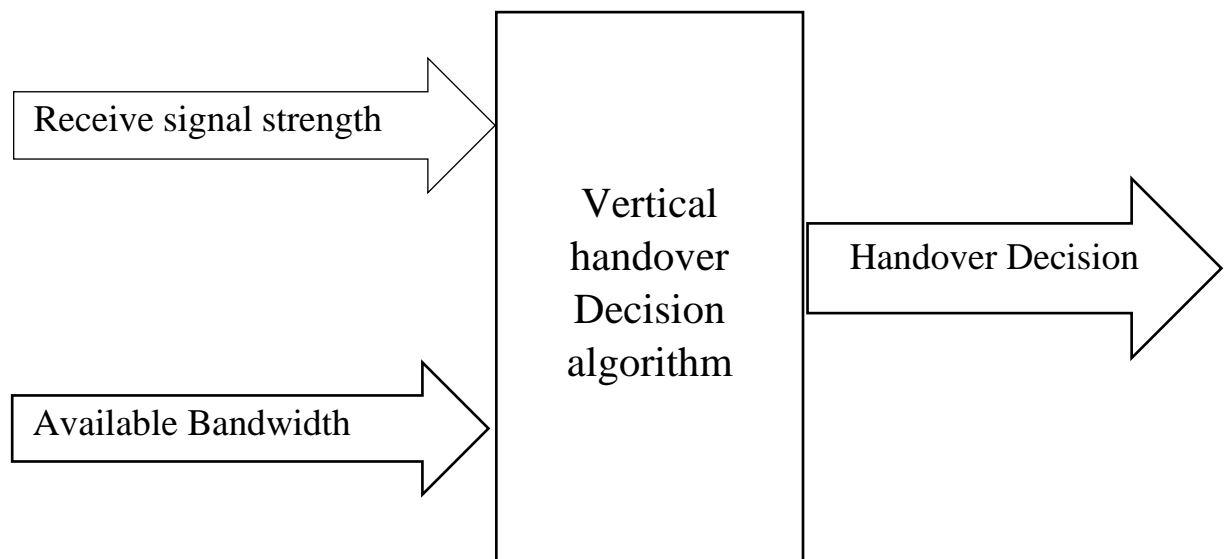 Receive signal strength
Available Bandwidth
Vertical
handover
Decision
algorithm
Handover Decision